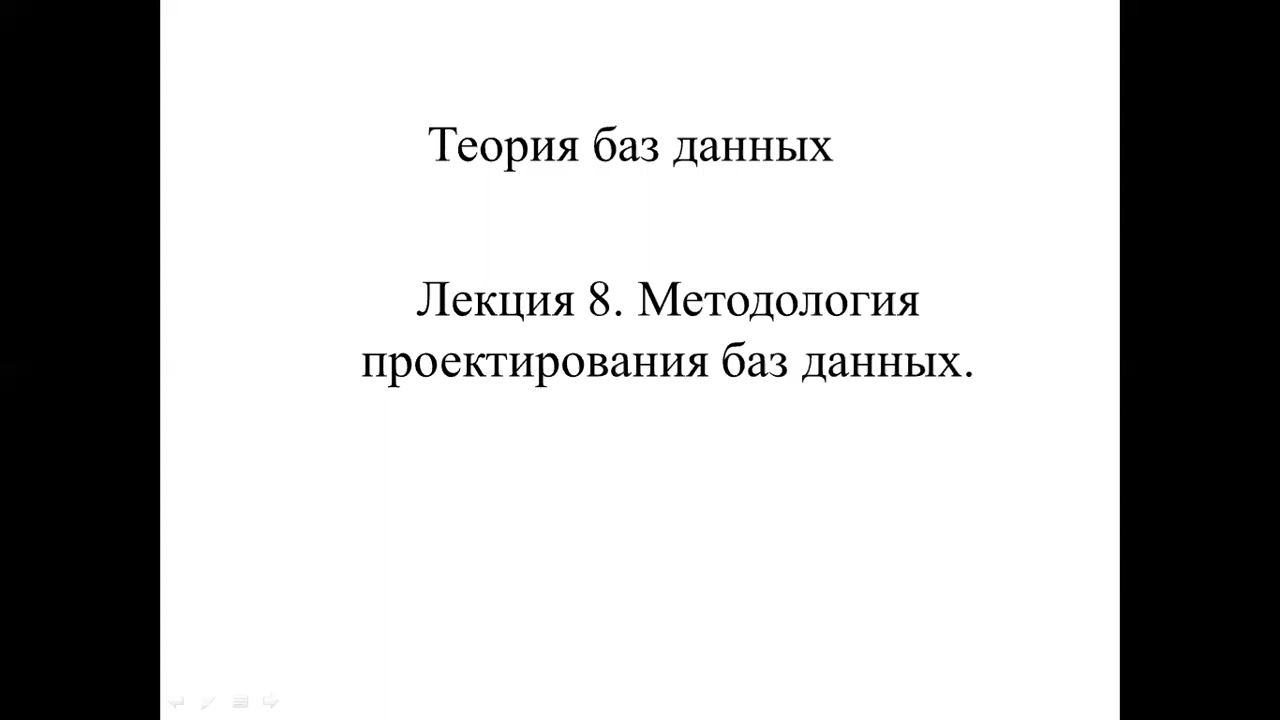 Теория баз данных
Лекция 8. Методология
проектирования баз данных.